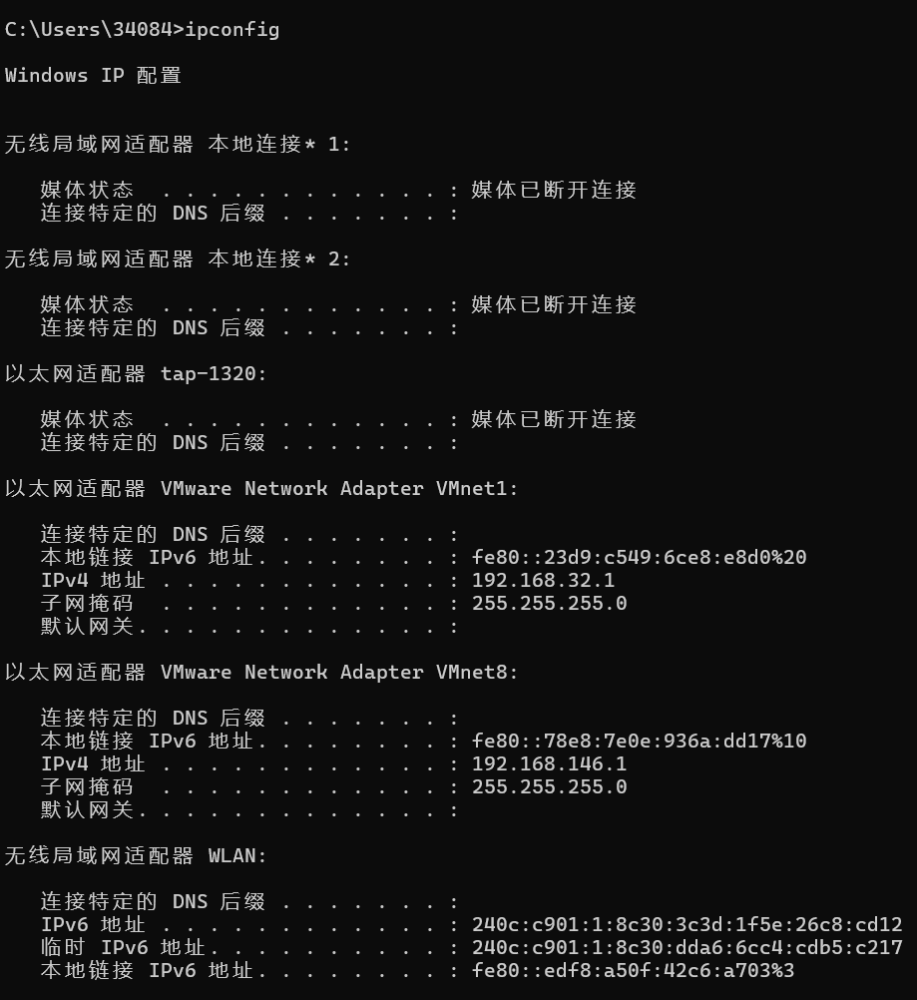 C:\Users\34084>ipconfig
Windows IP 配置
无线局域网适配器 本地连接* 1:
媒体状态  . . . . . . . . . . . . : 媒体已断开连接
连接特定的 DNS 后缀 . . . . . . . :
无线局域网适配器 本地连接* 2:
媒体状态  . . . . . . . . . . . . : 媒体已断开连接
连接特定的 DNS 后缀 . . . . . . . :
以太网适配器 tap-1320:
媒体状态  . . . . . . . . . . . . : 媒体已断开连接
连接特定的 DNS 后缀 . . . . . . . :
以太网适配器 VMware Network Adapter VMnet1:
连接特定的 DNS 后缀 . . . . . . . :
本地链接 IPv6 地址. . . . . . . . : fe80::23d9:c549:6ce8:e8d0%20
IPv4 地址 . . . . . . . . . . . . : 192.168.32.1
子网掩码  . . . . . . . . . . . . : 255.255.255.0
默认网关. . . . . . . . . . . . . :
以太网适配器 VMware Network Adapter VMnet8:
连接特定的 DNS 后缀 . . . . . . . :
本地链接 IPv6 地址. . . . . . . . : fe80::78e8:7e0e:936a:dd17%10
IPv4 地址 . . . . . . . . . . . . : 192.168.146.1
子网掩码  . . . . . . . . . . . . : 255.255.255.0
默认网关. . . . . . . . . . . . . :
无线局域网适配器 WLAN:
连接特定的 DNS 后缀 . . . . . . . :
IPv6 地址 . . . . . . . . . . . . : 240c:c901:1:8c30:3c3d:1f5e:26c8:cd12
临时 IPv6 地址. . . . . . . . . . : 240c:c901:1:8c30:dda6:6cc4:cdb5:c217
本地链接 IPv6 地址. . . . . . . . : fe80::edf8:a50f:42c6:a703%3